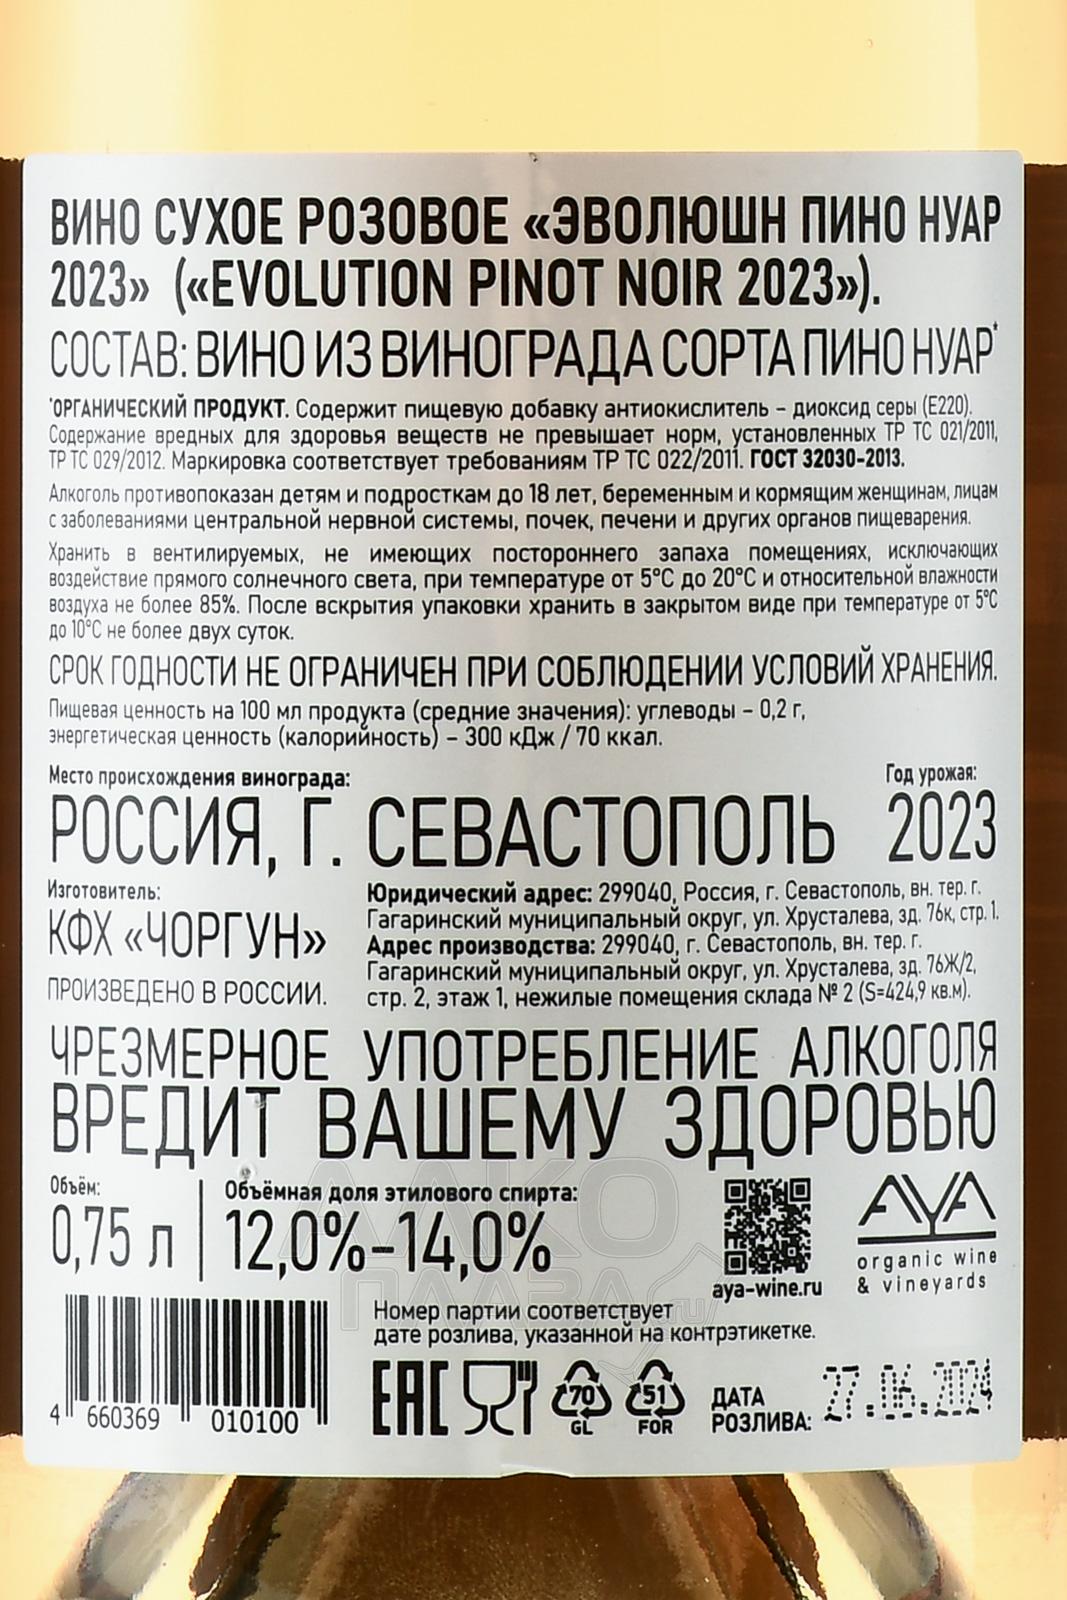 ВИНО СУХОЕ РОЗОВОЕ «ЭВОЛЮШН ПИНО НУАР
2023» («EVOLUTION PINOT NOIR 2023»).
СОСТАВ: ВИНО ИЗ ВИНОГРАДА СОРТА ПИНО НУАР*
*ОРГАНИЧЕСКИЙ ПРОДУКТ. Содержит пищевую добавку антиокислитель – диоксид серы (Е220).
Содержание вредных для здоровья веществ не превышает норм, установленных ТР ТС 021/2011,
ТР ТС 029/2012. Маркировка соответствует требованиям ТР ТС 022/2011. ГОСТ 32030-2013.
Алкоголь противопоказан детям и подросткам до 18 лет, беременным и кормящим женщинам, лицам
с заболеваниями центральной нервной системы, почек, печени и других органов пищеварения.
Хранить в вентилируемых, не имеющих постороннего запаха помещениях, исключающих
воздействие прямого солнечного света, при температуре от 5°С до 20°С и относительной влажности
воздуха не более 85%. После вскрытия упаковки хранить в закрытом виде при температуре от 5°С
до 10°С не более двух суток.
СРОК ГОДНОСТИ НЕ ОГРАНИЧЕН ПРИ СОБЛЮДЕНИИ УСЛОВИЙ ХРАНЕНИЯ.
Пищевая ценность на 100 мл продукта (средние значения): углеводы – 0,2 г,
энергетическая ценность (калорийность) – 300 кДж / 70 ккал.
Место происхождения винограда: Год урожая:
РОССИЯ, Г. СЕВАСТОПОЛЬ 2023
Изготовитель:
КФХ «ЧОРГУН»
ПРОИЗВЕДЕНО В РОССИИ.
Юридический адрес: 299040, Россия, г. Севастополь, вн. тер. г.
Гагаринский муниципальный округ, ул. Хрусталева, зд. 76к, стр. 1.
Адрес производства: 299040, г. Севастополь, вн. тер. г.
Гагаринский муниципальный округ, ул. Хрусталева, зд. 76Ж/2,
стр. 2, этаж 1, нежилые помещения склада № 2 (S=424,9 кв.м).
ЧРЕЗМЕРНОЕ УПОТРЕБЛЕНИЕ АЛКОГОЛЯ
ВРЕДИТ ВАШЕМУ ЗДОРОВЬЮ
Объём:
0,75 л
Объёмная доля этилового спирта:
12,0%–14,0%
aya-wine.ru
AYA
organic wine
& vineyards
АЛКО
ПЛАЗА.ru
Номер партии соответствует
дате розлива, указанной на контрэтикетке.
4 660369 010100
EAC
70
GL
51
FOR
ДАТА
РОЗЛИВА:
27.06.2024